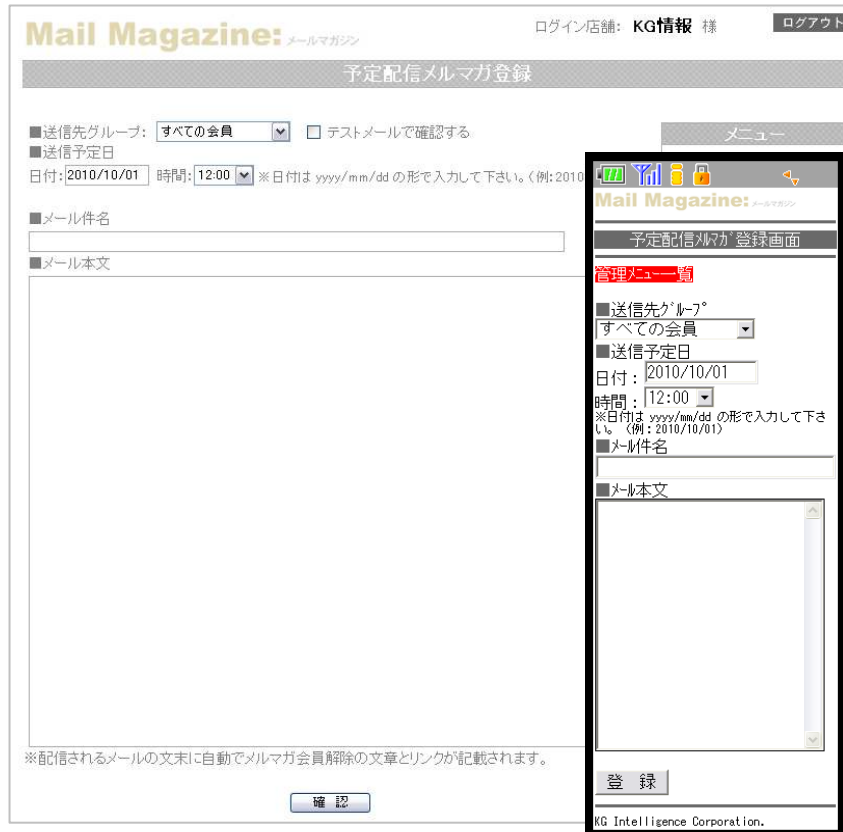 Mail Magazine: メールマガジン
ログイン店舗: KG情報 様
ログアウト
予定配信メルマガ登録
■送信先グループ: すべての会員 □ テストメールで確認する
■送信予定日
日付: 2010/10/01 時間: 12:00 ※日付は yyyy/mm/dd の形で入力して下さい。(例:2010
■メール件名
■メール本文
※配信されるメールの文末に自動でメルマガ会員解除の文章とリンクが記載されます。
確 認
メニュー
Mail Magazine: メールマガジン
予定配信ﾒﾙﾏｶﾞ登録画面
管理ﾒﾆｭｰ一覧
■送信先ｸﾞﾙｰﾌﾟ
すべての会員
■送信予定日
日付: 2010/10/01
時間: 12:00
※日付は yyyy/mm/dd の形で入力して下さ
い。(例:2010/10/01)
■ﾒｰﾙ件名
■ﾒｰﾙ本文
登 録
KG Intelligence Corporation.